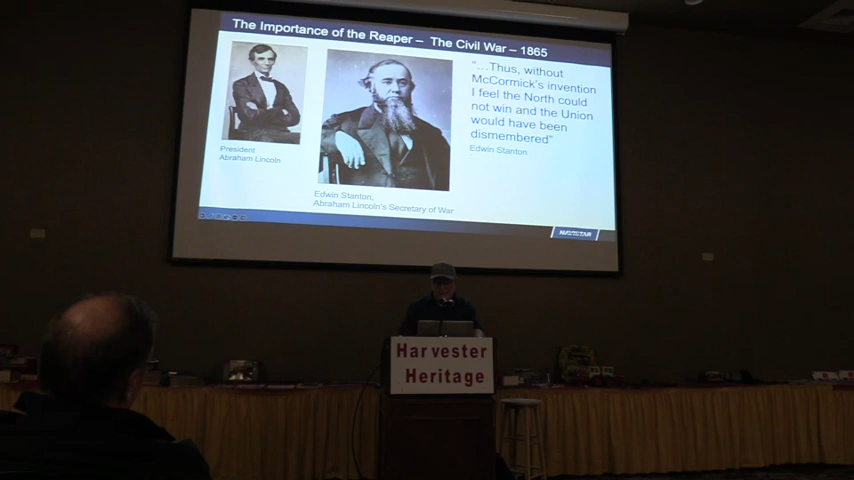 The Importance of the Reaper – The Civil War – 1865
"...Thus, without
McCormick's invention
I feel the North could
not win and the Union
would have been
dismembered"
Edwin Stanton
President
Abraham Lincoln
Edwin Stanton,
Abraham Lincoln's Secretary of War
NAVISTAR
Harvester
Heritage